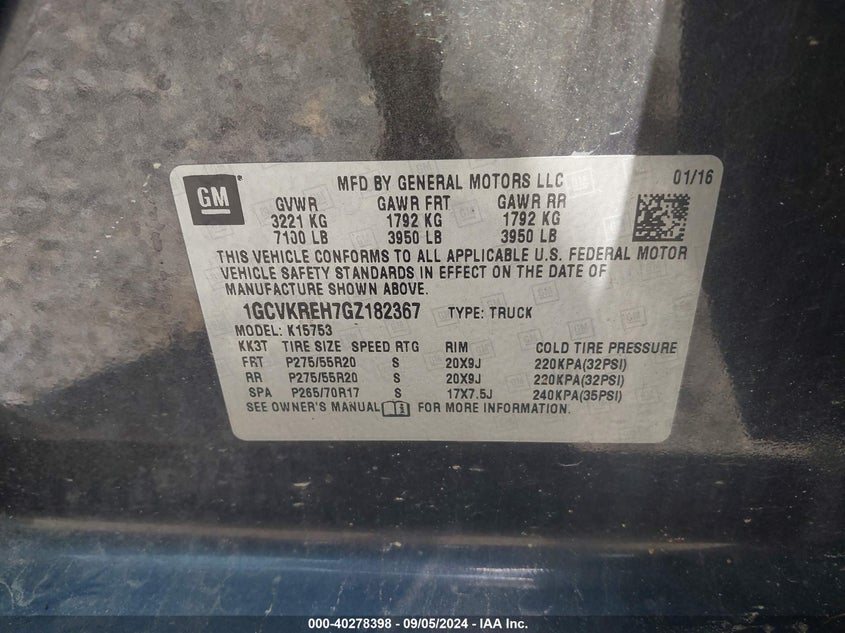 GM
MFD BY GENERAL MOTORS LLC 01/16
GVWR GAWR FRT GAWR RR
3221 KG 1792 KG 1792 KG
7100 LB 3950 LB 3950 LB
THIS VEHICLE CONFORMS TO ALL APPLICABLE U.S. FEDERAL MOTOR
VEHICLE SAFETY STANDARDS IN EFFECT ON THE DATE OF
MANUFACTURE SHOWN ABOVE.
1GCVKREH7GZ182367 TYPE: TRUCK
MODEL: K15753
KK3T TIRE SIZE SPEED RTG RIM COLD TIRE PRESSURE
FRT P275/55R20 S 20X9J 220KPA(32PSI)
RR P275/55R20 S 20X9J 220KPA(32PSI)
SPA P265/70R17 S 17X7.5J 240KPA(35PSI)
SEE OWNER'S MANUAL FOR MORE INFORMATION.
000-40278398 - 09/05/2024 - IAA Inc.